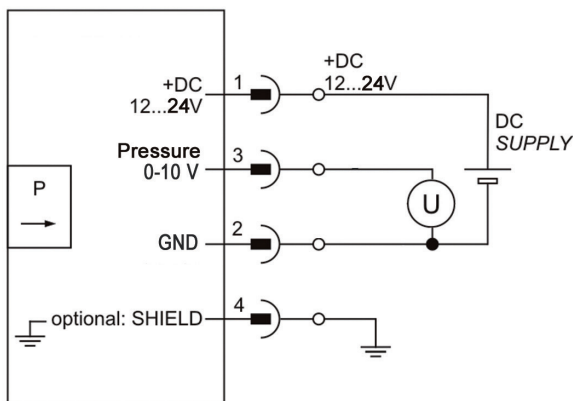 +DC 1 +DC
12...24V 12...24V
DC
SUPPLY
Pressure 3
0-10 V
P
U
GND 2
optional: SHIELD 4